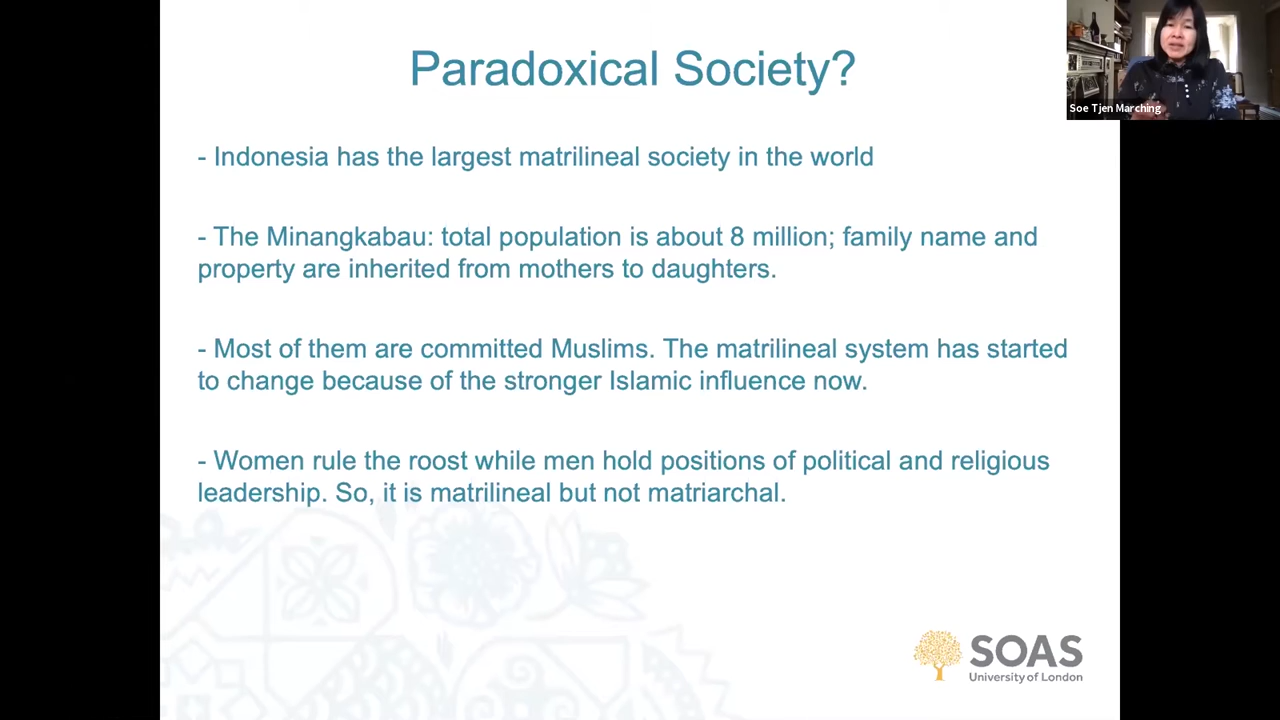 Paradoxical Society?
Soe Tjen Marching
- Indonesia has the largest matrilineal society in the world
- The Minangkabau: total population is about 8 million; family name and
property are inherited from mothers to daughters.
- Most of them are committed Muslims. The matrilineal system has started
to change because of the stronger Islamic influence now.
- Women rule the roost while men hold positions of political and religious
leadership. So, it is matrilineal but not matriarchal.
SOAS
University of London